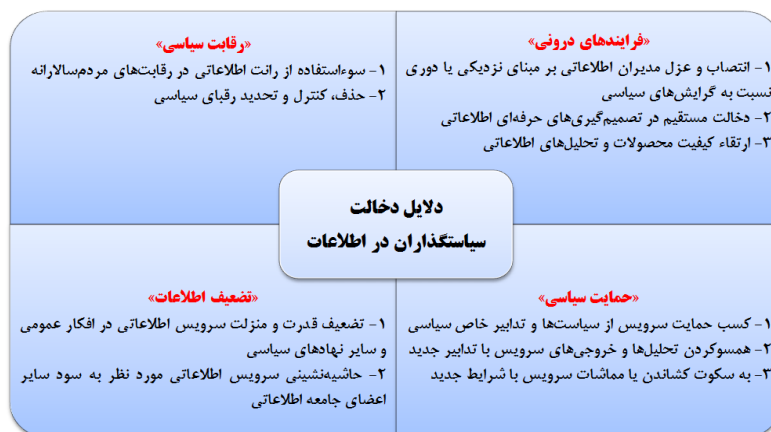 «فرایندهای درونی»
۱- انتصاب و عزل مدیران اطلاعاتی بر مبنای نزدیکی یا دوری
نسبت به گرایش‌های سیاسی
۲- دخالت مستقیم در تصمیم‌گیری‌های حرفه‌ای اطلاعاتی
۳- ارتقاء کیفیت محصولات و تحلیل‌های اطلاعاتی
«رقابت سیاسی»
۱- سوءاستفاده از رانت اطلاعاتی در رقابت‌های مردم‌سالارانه
۲- حذف، کنترل و تحدید رقبای سیاسی
دلایل دخالت
سیاستگذاران در اطلاعات
«حمایت سیاسی»
۱- کسب حمایت سرویس از سیاست‌ها و تدابیر خاص سیاسی
۲- همسوکردن تحلیل‌ها و خروجی‌های سرویس با تدابیر جدید
۳- به سکوت کشاندن یا مماشات سرویس با شرایط جدید
«تضعیف اطلاعات»
۱- تضعیف قدرت و منزلت سرویس اطلاعاتی در افکار عمومی
و سایر نهادهای سیاسی
۲- حاشیه‌نشینی سرویس اطلاعاتی مورد نظر به سود سایر
اعضای جامعه اطلاعاتی